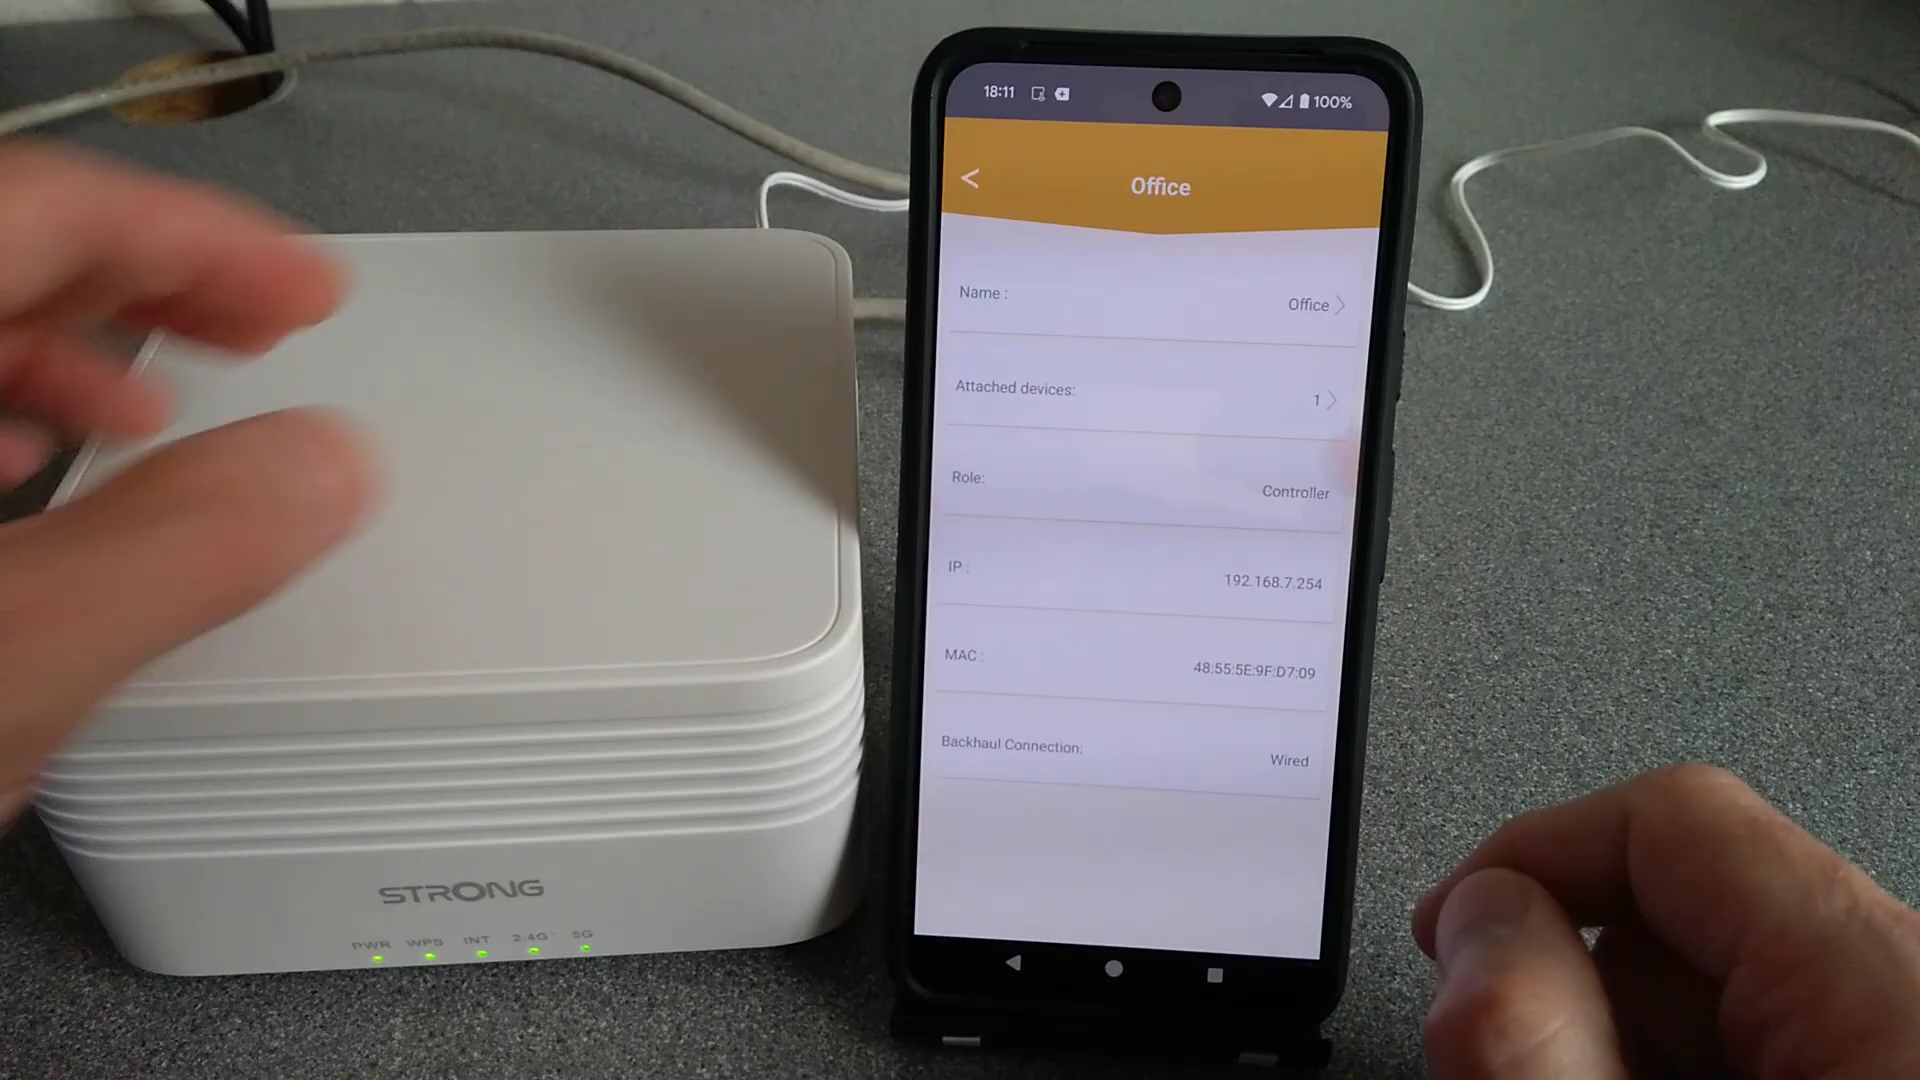 18:11 100%
< Office
Name : Office >
Attached devices: 1 >
Role: Controller
IP : 192.168.7.254
MAC : 48:55:5E:9F:D7:09
Backhaul Connection: Wired
STRONG
PWR WPS INT 2.4G 5G